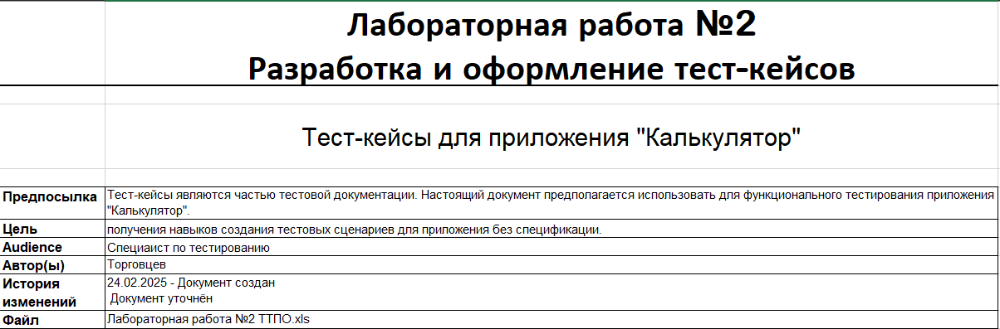 Лабораторная работа №2
Разработка и оформление тест-кейсов
Тест-кейсы для приложения "Калькулятор"
Предпосылка Тест-кейсы являются частью тестовой документации. Настоящий документ предполагается использовать для функционального тестирования приложения
"Калькулятор".
Цель получения навыков создания тестовых сценариев для приложения без спецификации.
Audience Специаист по тестированию
Автор(ы) Торговцев
История 24.02.2025 - Документ создан
изменений Документ уточнён
Файл Лабораторная работа №2 ТТПО.xls